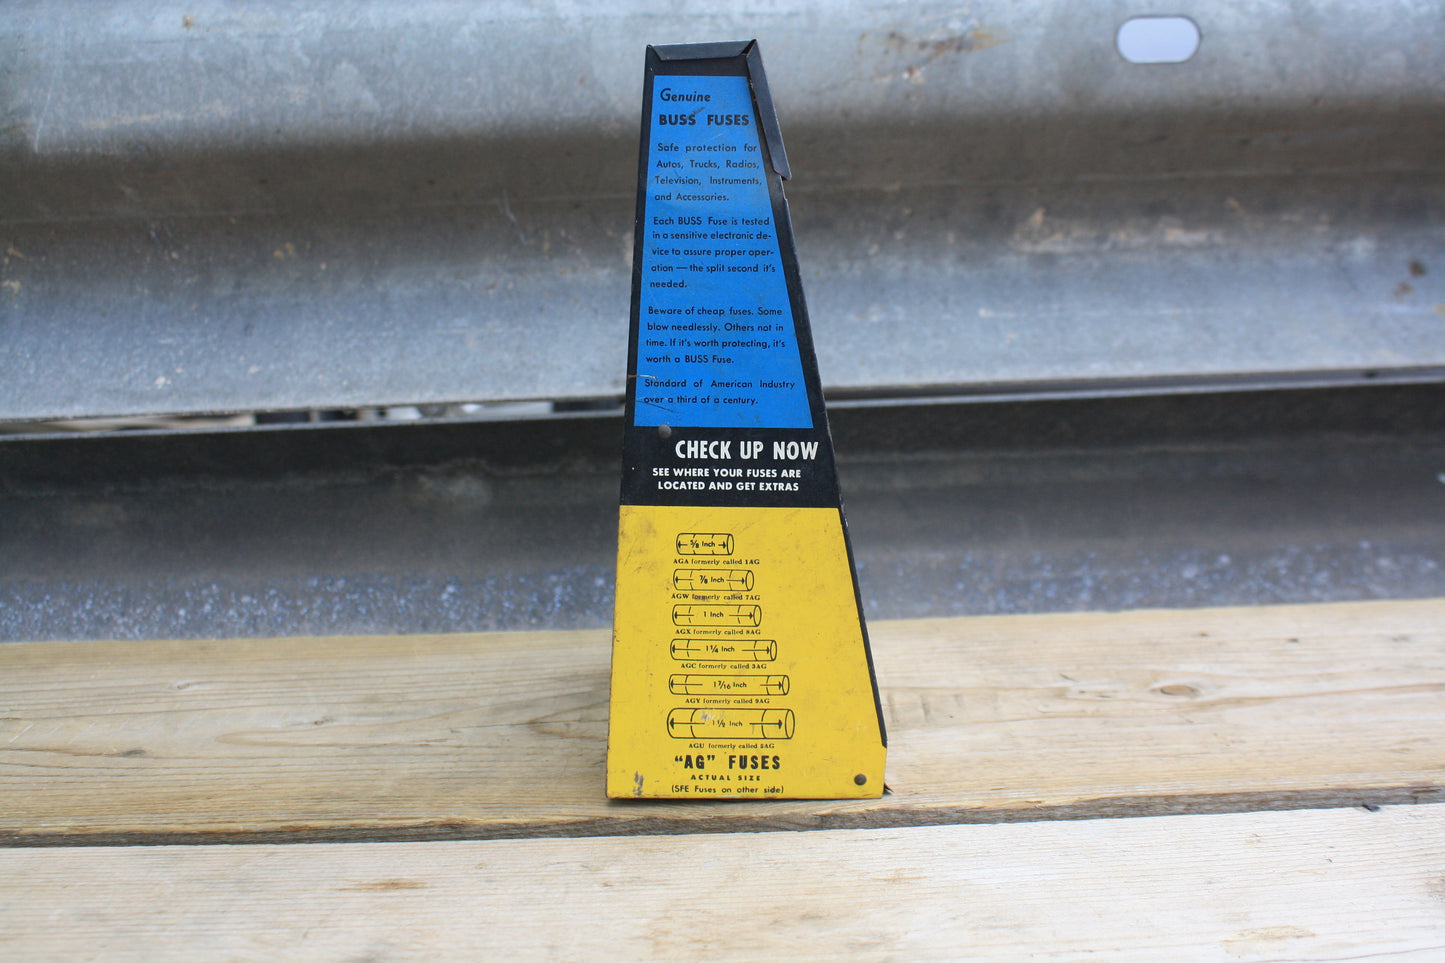 Genuine
BUSS FUSES
Safe protection for
Autos, Trucks, Radios,
Television, Instruments,
and Accessories.
Each BUSS Fuse is tested
in a sensitive electronic de-
vice to assure proper oper-
ation — the split second it's
needed.
Beware of cheap fuses. Some
blow needlessly. Others not in
time. If it's worth protecting, it's
worth a BUSS Fuse.
Standard of American Industry
over a third of a century.
CHECK UP NOW
SEE WHERE YOUR FUSES ARE
LOCATED AND GET EXTRAS
5/8 Inch
AGA formerly called 1AG
7/8 Inch
AGW formerly called 7AG
1 Inch
AGX formerly called 8AG
1 1/4 Inch
AGC formerly called 3AG
1 7/16 Inch
AGY formerly called 9AG
1 1/2 Inch
AGU formerly called 5AG
"AG" FUSES
ACTUAL SIZE
(SFE Fuses on other side)